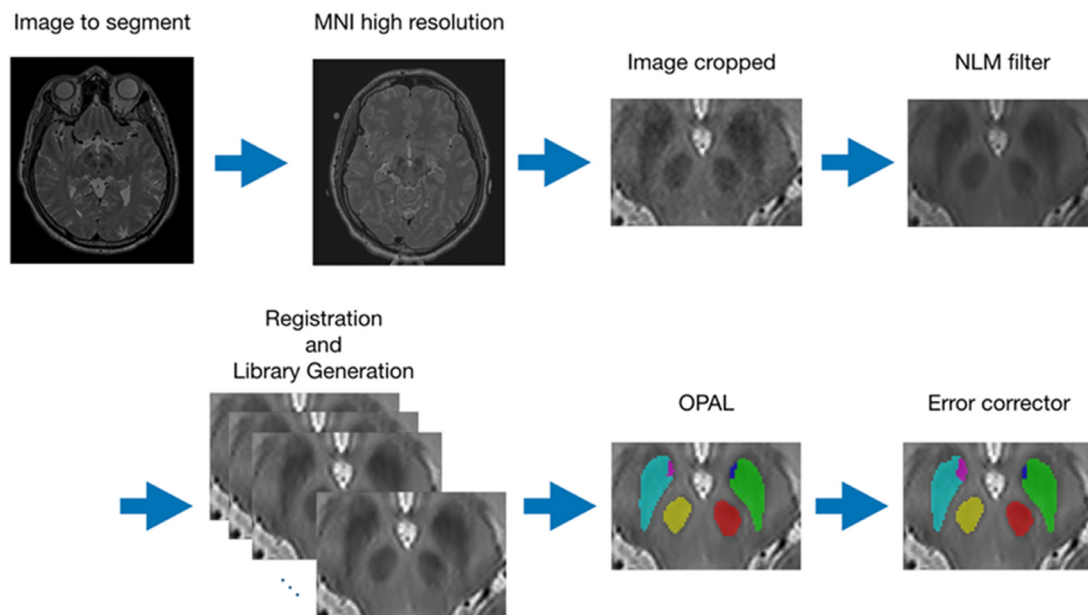 Image to segment
MNI high resolution
Image cropped
NLM filter
Registration
and
Library Generation
OPAL
Error corrector